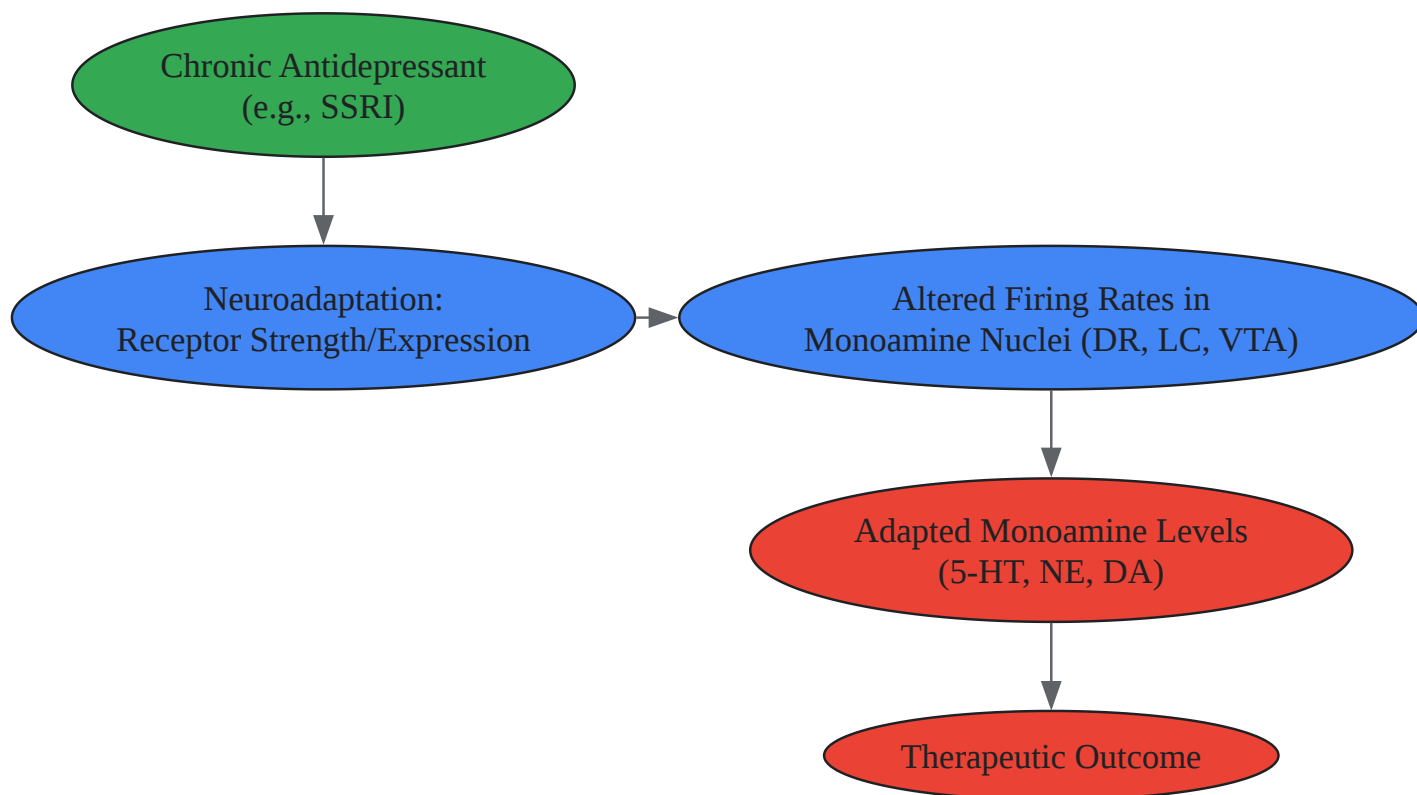 Chronic Antidepressant
(e.g., SSRI)
Neuroadaptation:
Receptor Strength/Expression
Altered Firing Rates in
Monoamine Nuclei (DR, LC, VTA)
Adapted Monoamine Levels
(5-HT, NE, DA)
Therapeutic Outcome